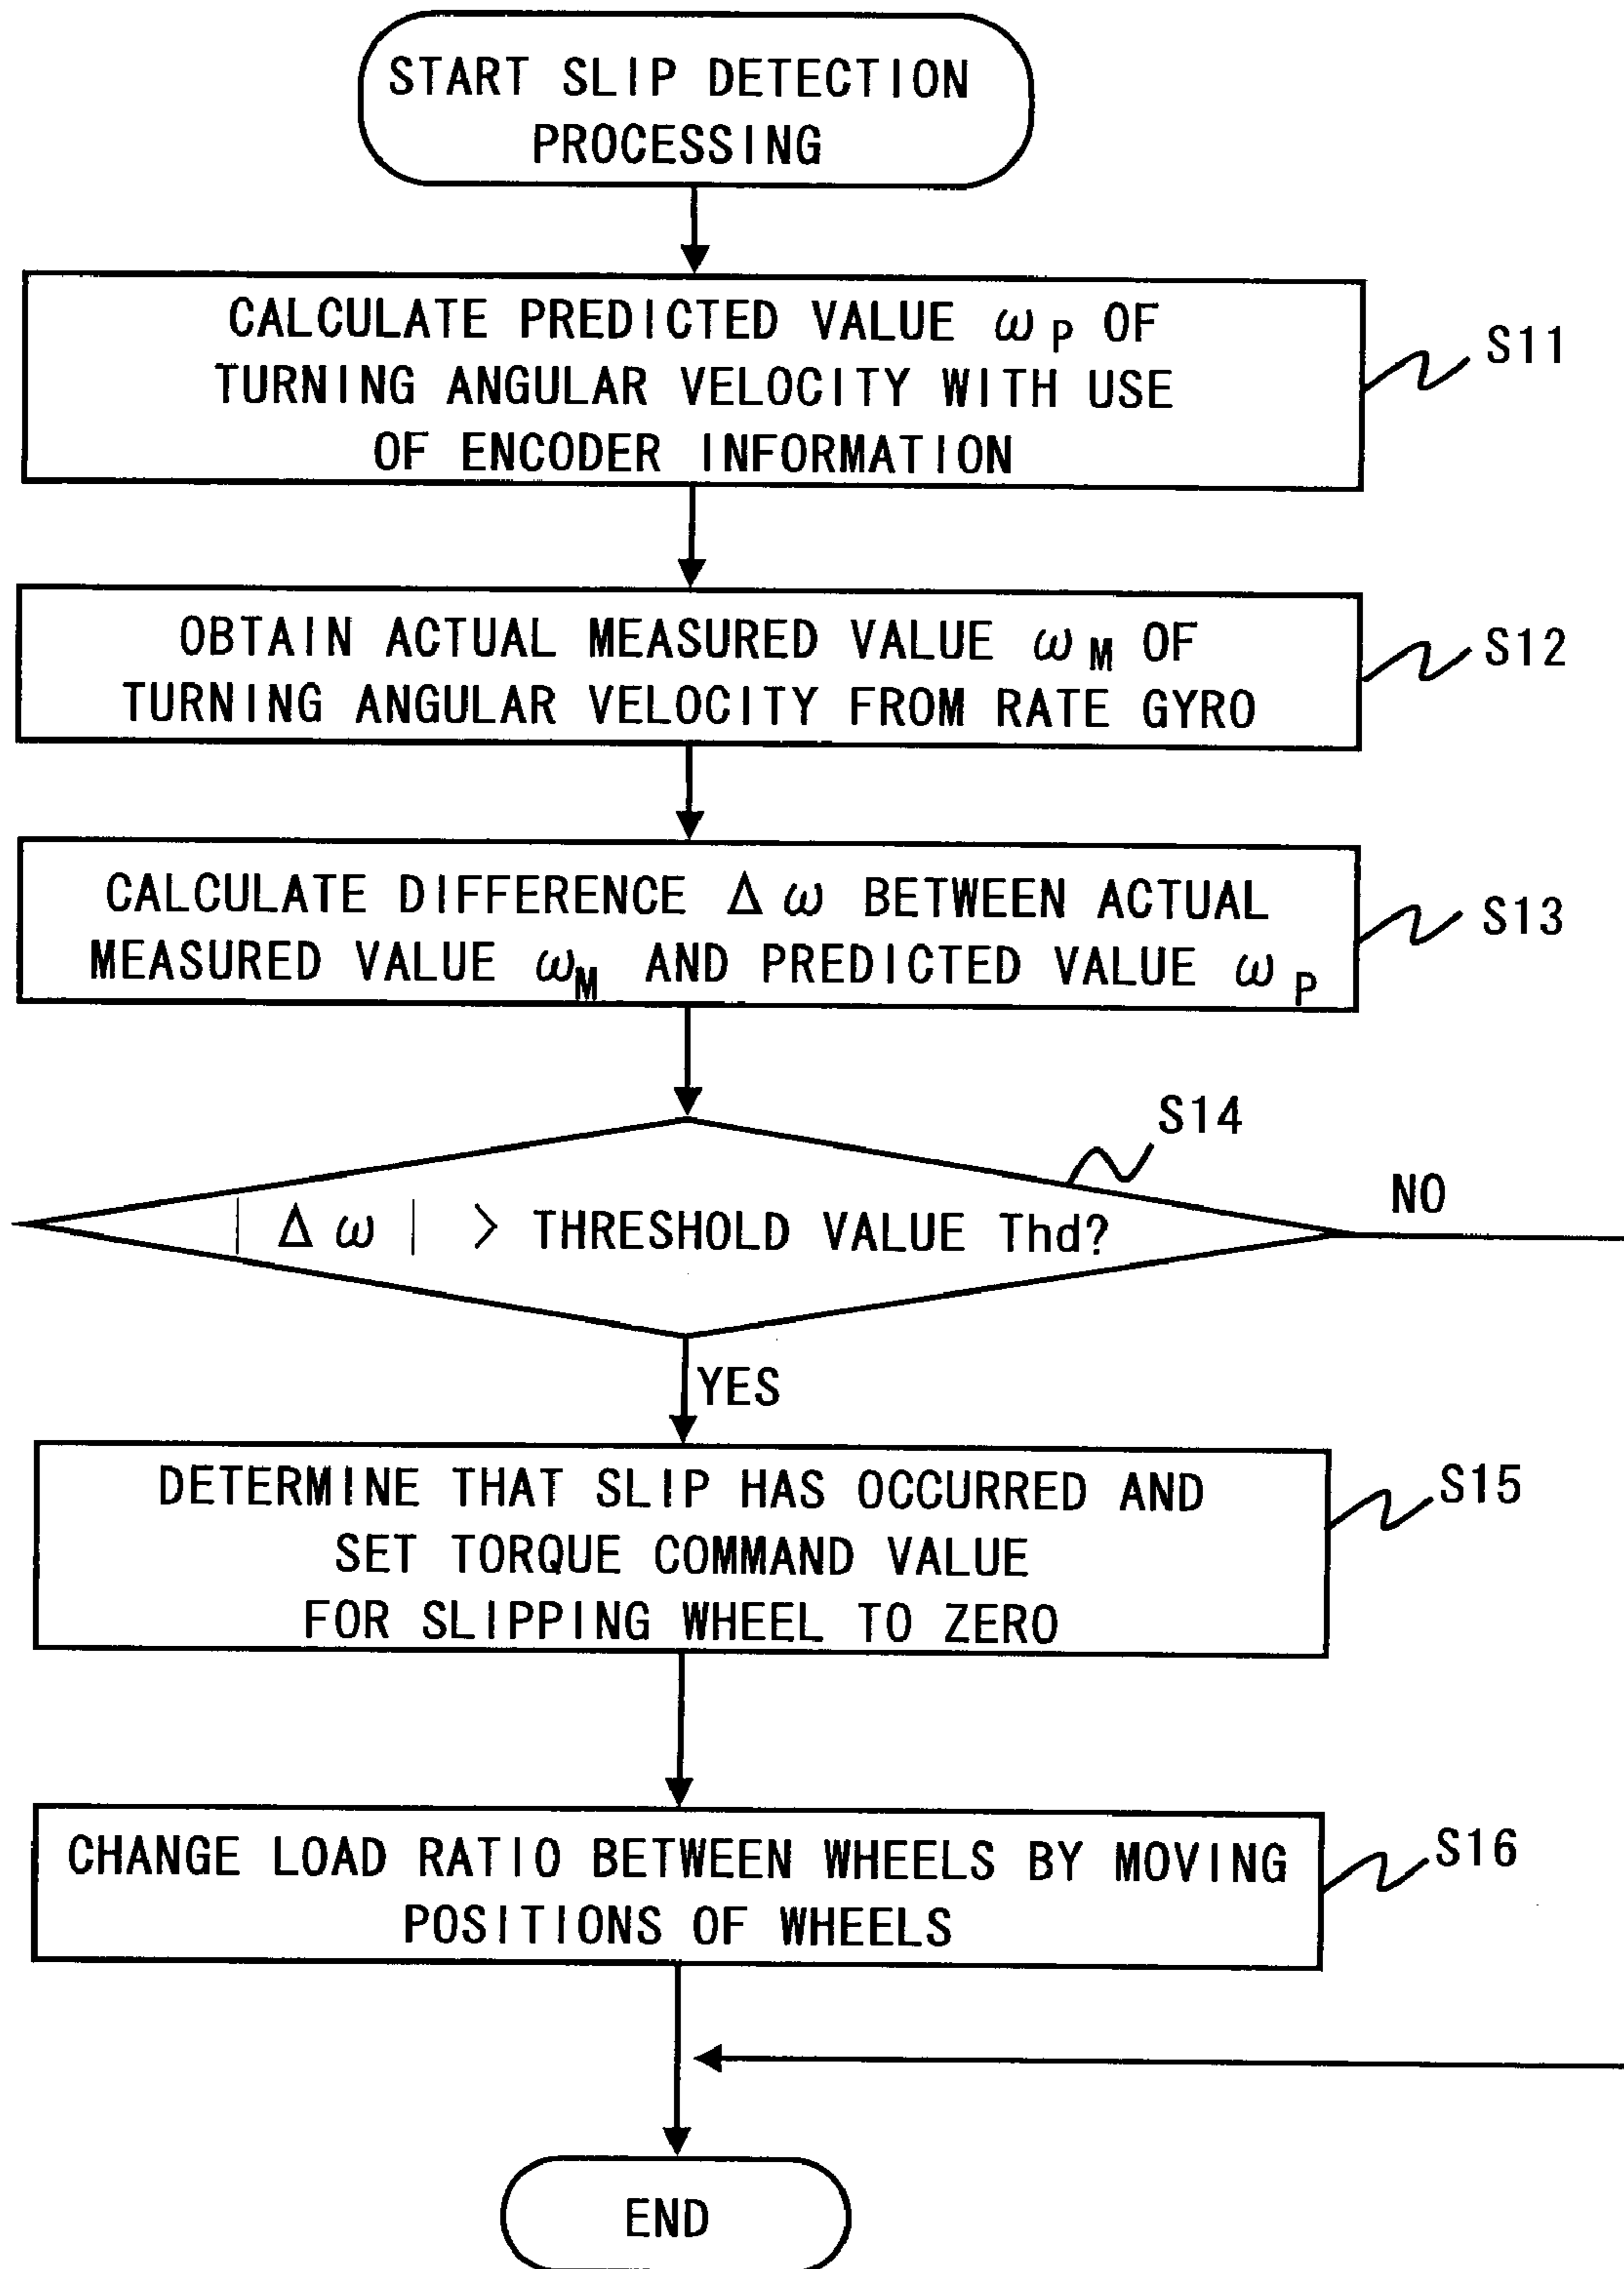 START SLIP DETECTION
PROCESSING
CALCULATE PREDICTED VALUE ωP OF
TURNING ANGULAR VELOCITY WITH USE
OF ENCODER INFORMATION
S11
OBTAIN ACTUAL MEASURED VALUE ωM OF
TURNING ANGULAR VELOCITY FROM RATE GYRO
S12
CALCULATE DIFFERENCE Δω BETWEEN ACTUAL
MEASURED VALUE ωM AND PREDICTED VALUE ωP
S13
S14
|Δω| > THRESHOLD VALUE Thd?
NO
YES
DETERMINE THAT SLIP HAS OCCURRED AND
SET TORQUE COMMAND VALUE
FOR SLIPPING WHEEL TO ZERO
S15
CHANGE LOAD RATIO BETWEEN WHEELS BY MOVING
POSITIONS OF WHEELS
S16
END